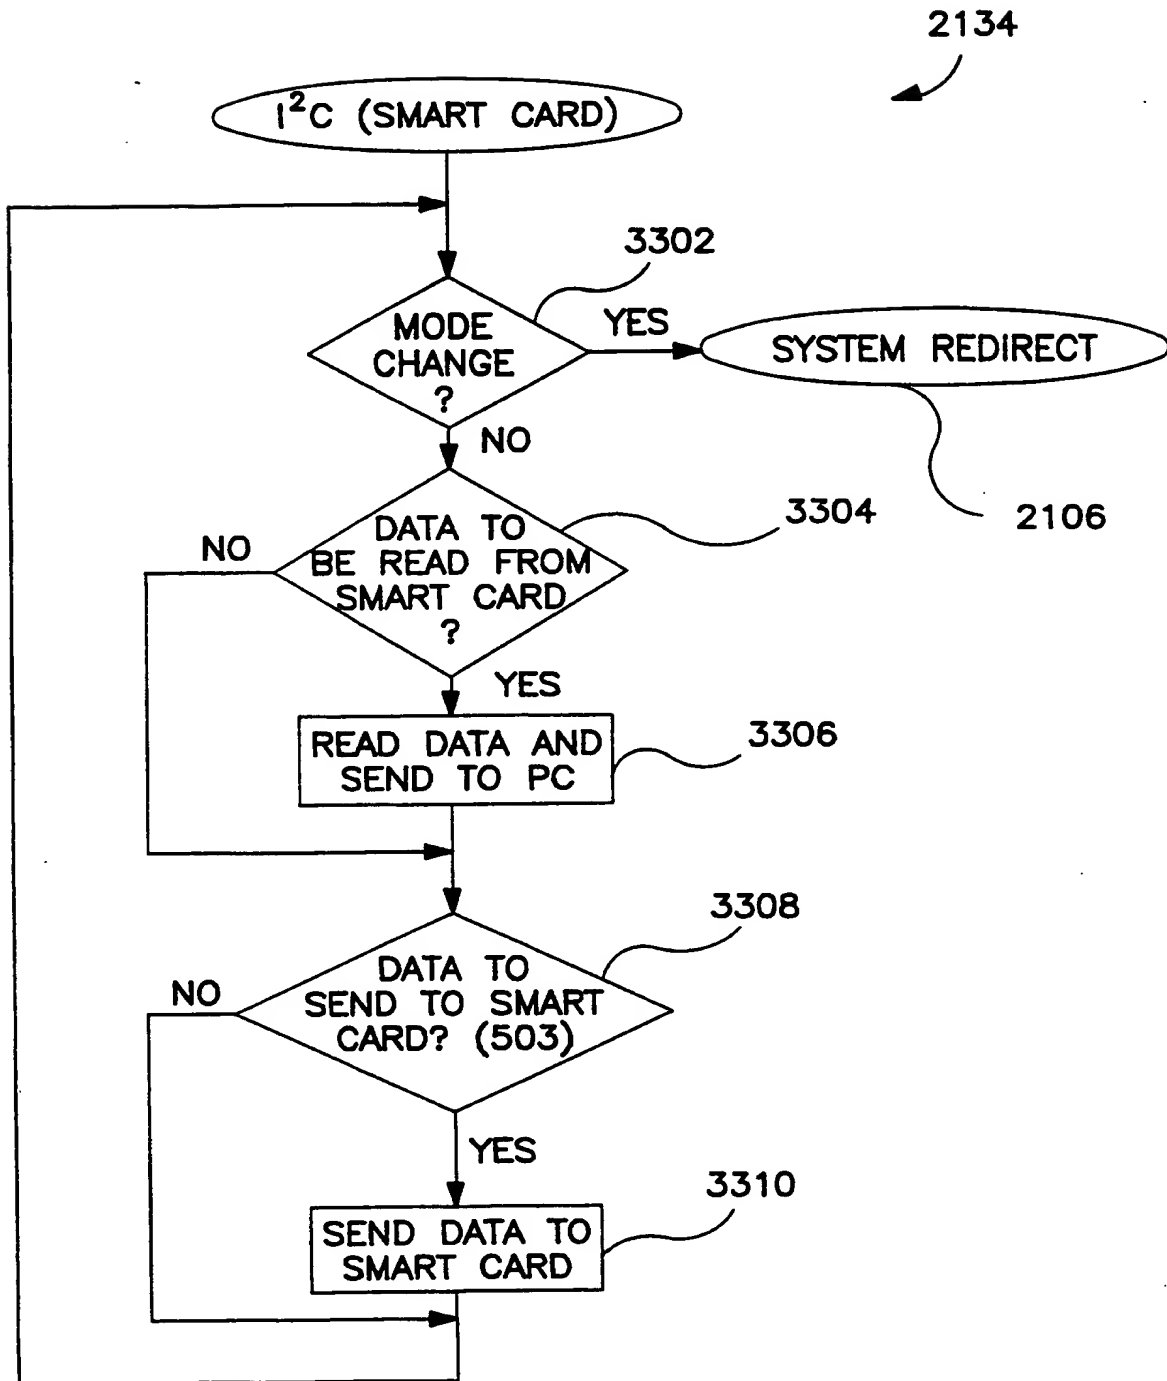 2134
I²C (SMART CARD)
3302
MODE
CHANGE
?
YES
SYSTEM REDIRECT
NO
2106
3304
DATA TO
BE READ FROM
SMART CARD
?
NO
YES
3306
READ DATA AND
SEND TO PC
3308
DATA TO
SEND TO SMART
CARD? (503)
NO
YES
3310
SEND DATA TO
SMART CARD